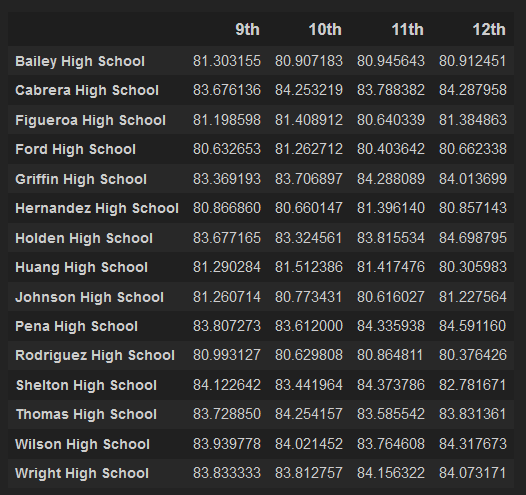 9th 10th 11th 12th
Bailey High School 81.303155 80.907183 80.945643 80.912451
Cabrera High School 83.676136 84.253219 83.788382 84.287958
Figueroa High School 81.198598 81.408912 80.640339 81.384863
Ford High School 80.632653 81.262712 80.403642 80.662338
Griffin High School 83.369193 83.706897 84.288089 84.013699
Hernandez High School 80.866860 80.660147 81.396140 80.857143
Holden High School 83.677165 83.324561 83.815534 84.698795
Huang High School 81.290284 81.512386 81.417476 80.305983
Johnson High School 81.260714 80.773431 80.616027 81.227564
Pena High School 83.807273 83.612000 84.335938 84.591160
Rodriguez High School 80.993127 80.629808 80.864811 80.376426
Shelton High School 84.122642 83.441964 84.373786 82.781671
Thomas High School 83.728850 84.254157 83.585542 83.831361
Wilson High School 83.939778 84.021452 83.764608 84.317673
Wright High School 83.833333 83.812757 84.156322 84.073171